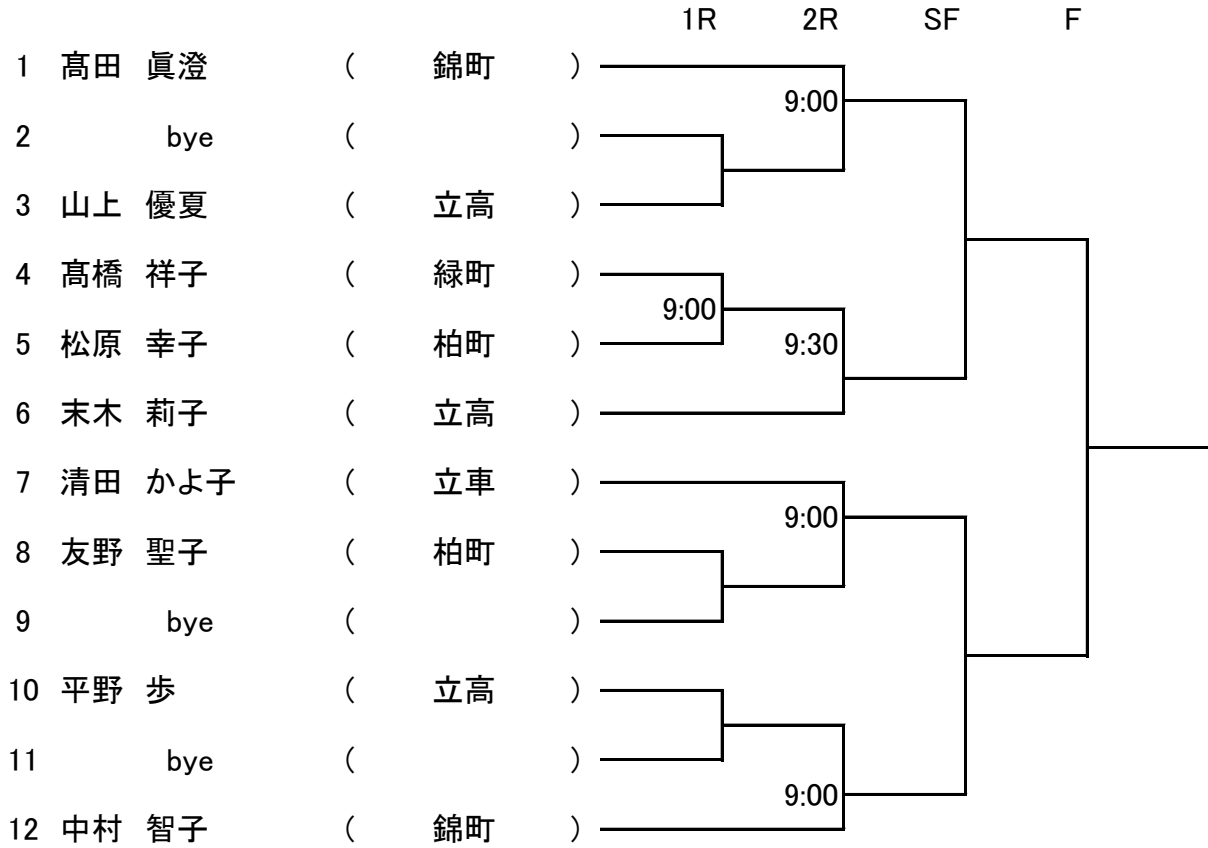 1R 2R SF F
1 髙田 眞澄 ( 錦町 )
9:00
2 bye ( )
3 山上 優夏 ( 立高 )
4 髙橋 祥子 ( 緑町 )
9:00
5 松原 幸子 ( 柏町 ) 9:30
6 末木 莉子 ( 立高 )
7 清田 かよ子 ( 立車 )
9:00
8 友野 聖子 ( 柏町 )
9 bye ( )
10 平野 歩 ( 立高 )
11 bye ( )
9:00
12 中村 智子 ( 錦町 )